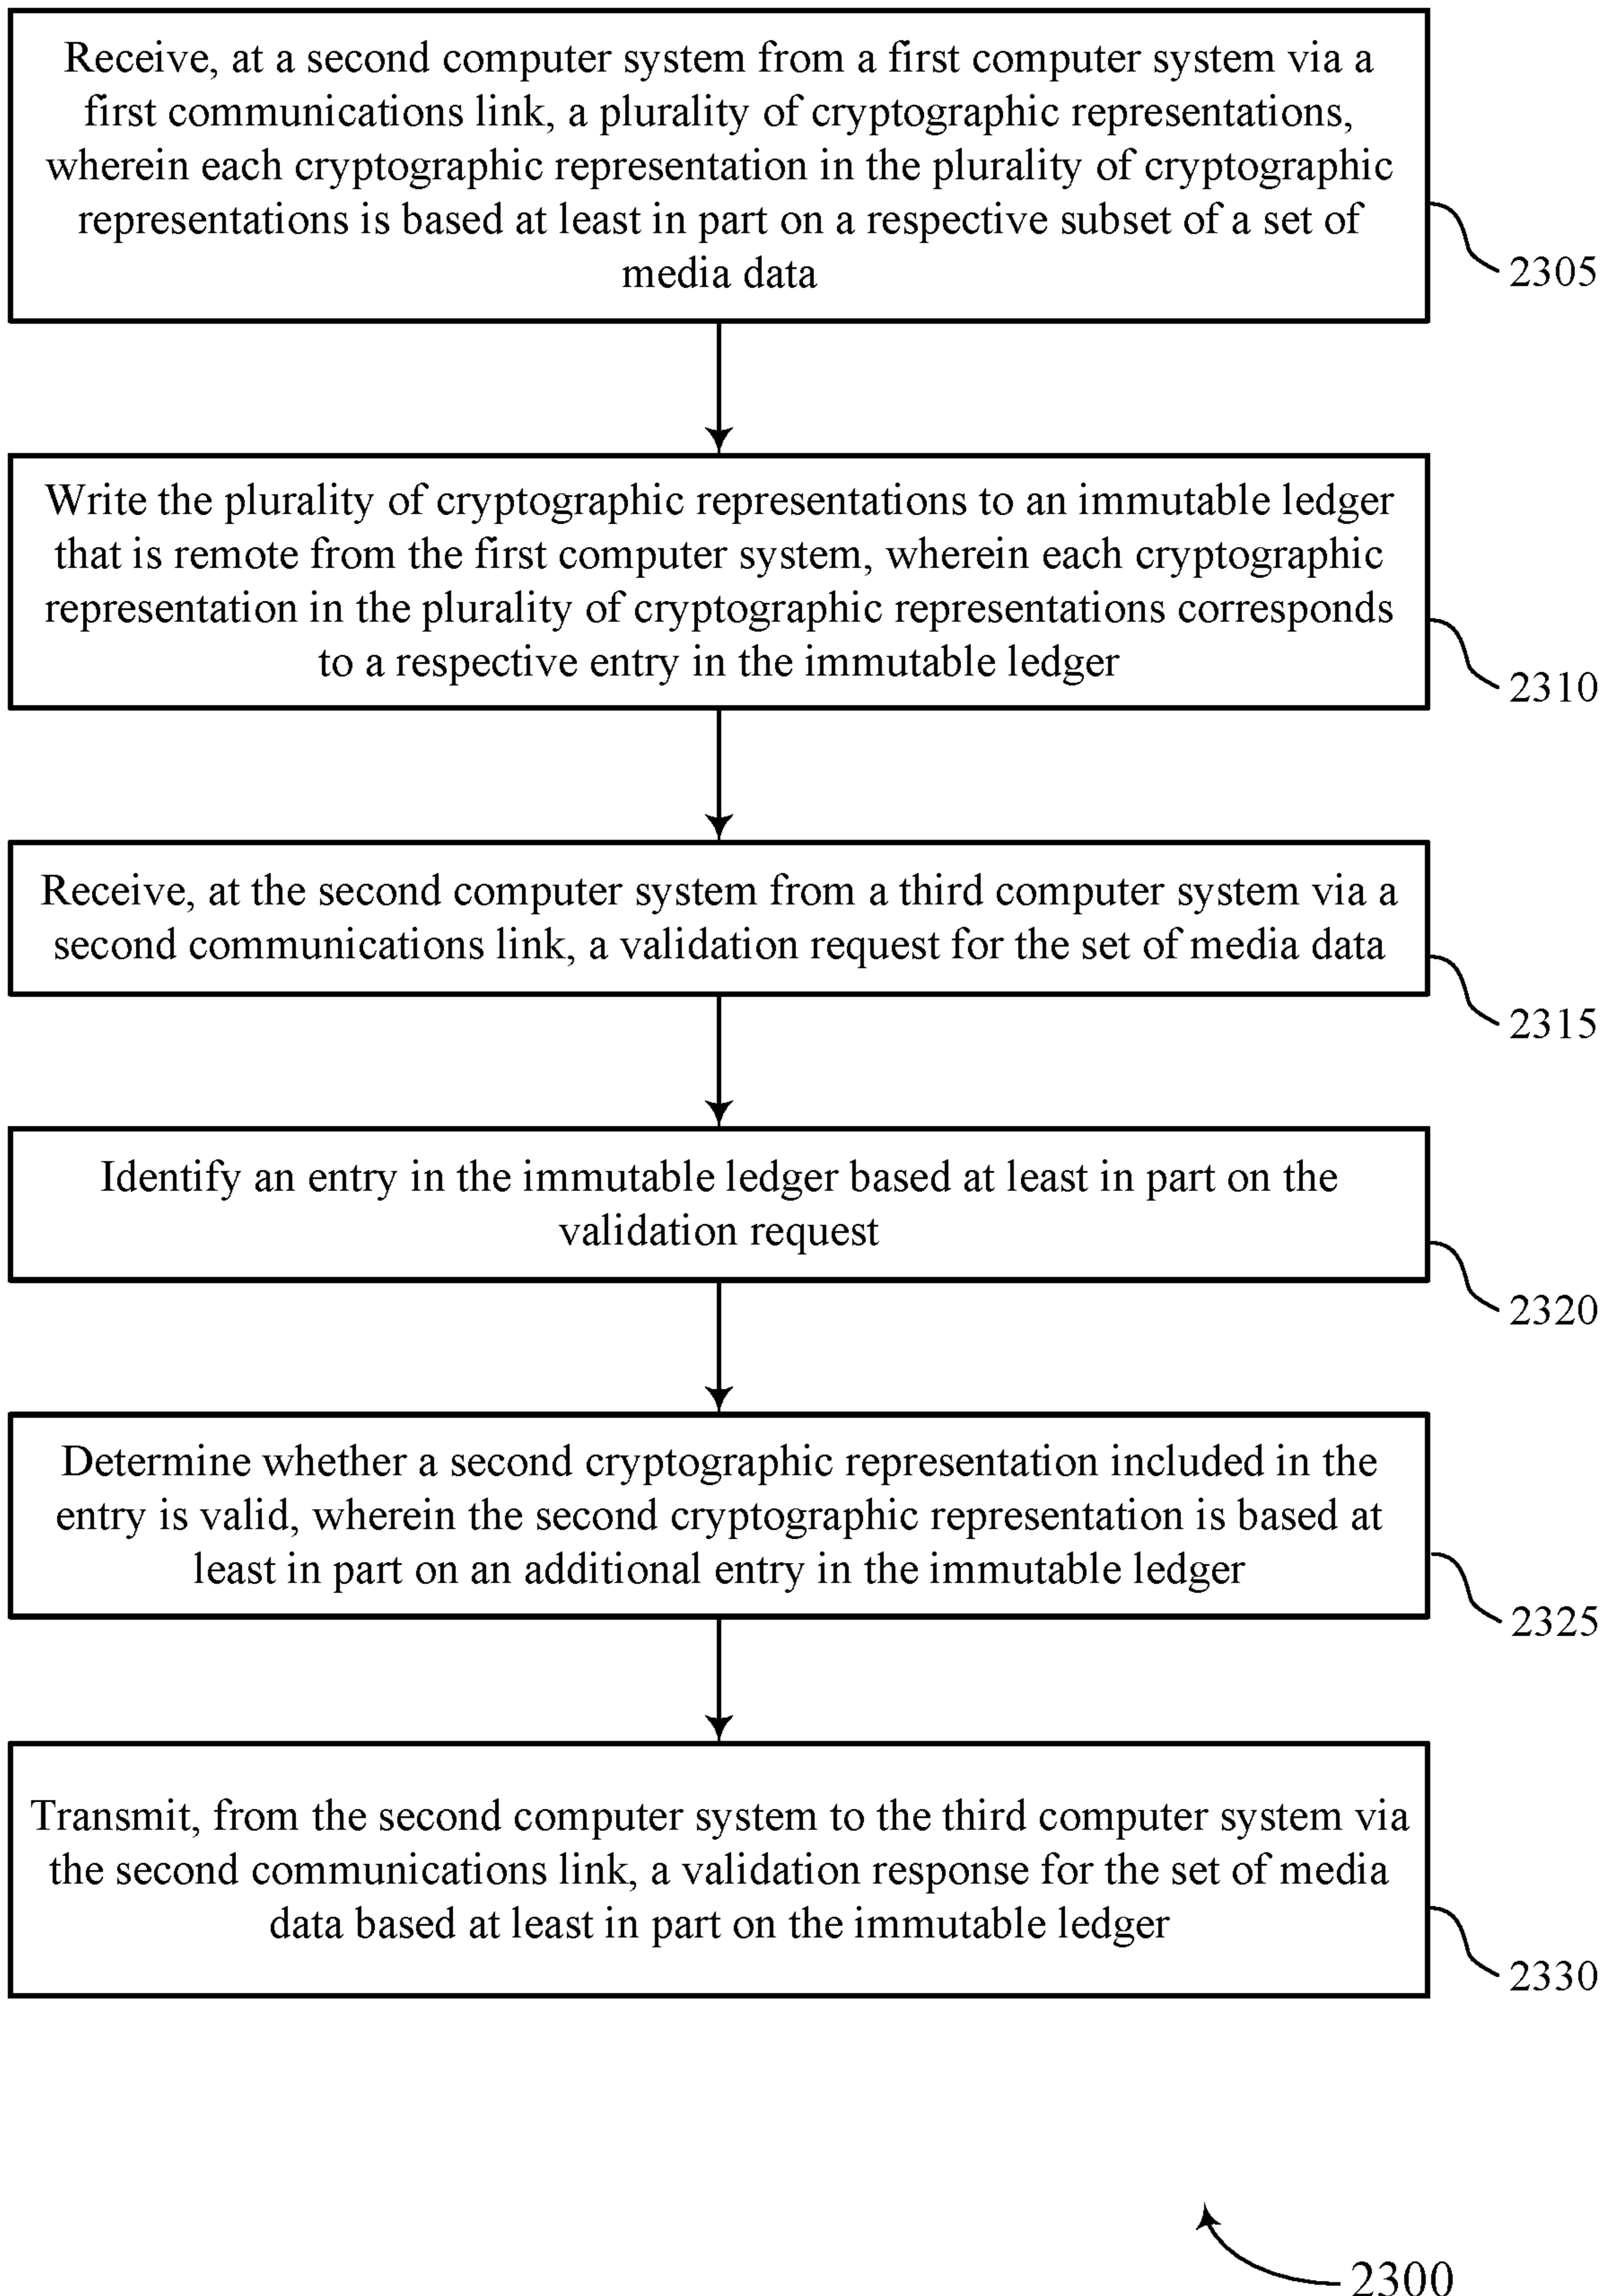 Receive, at a second computer system from a first computer system via a
first communications link, a plurality of cryptographic representations,
wherein each cryptographic representation in the plurality of cryptographic
representations is based at least in part on a respective subset of a set of
media data
2305
Write the plurality of cryptographic representations to an immutable ledger
that is remote from the first computer system, wherein each cryptographic
representation in the plurality of cryptographic representations corresponds
to a respective entry in the immutable ledger
2310
Receive, at the second computer system from a third computer system via a
second communications link, a validation request for the set of media data
2315
Identify an entry in the immutable ledger based at least in part on the
validation request
2320
Determine whether a second cryptographic representation included in the
entry is valid, wherein the second cryptographic representation is based at
least in part on an additional entry in the immutable ledger
2325
Transmit, from the second computer system to the third computer system via
the second communications link, a validation response for the set of media
data based at least in part on the immutable ledger
2330
2300